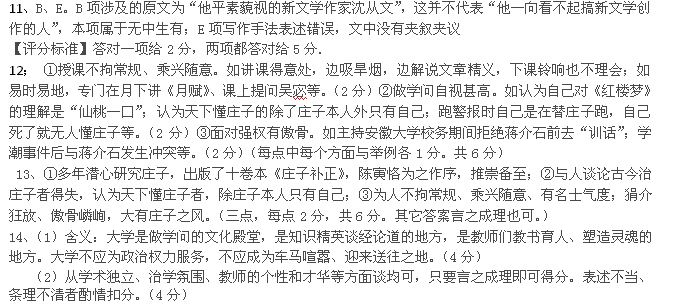 11、B、E。B 项涉及的原文为“他平素藐视的新文学作家沈从文”，这并不代表“他一向看不起搞新文学创
作的人”，本项属于无中生有；E 项写作手法表述错误，文中没有夹叙夹议
【评分标准】答对一项给 2 分，两项都答对给 5 分．
12； ①授课不拘常规、乘兴随意。如讲课得意处，边吸旱烟，边解说文章精义，下课铃响也不理会；如
易时易地，专门在月下讲《月赋》、课上提问吴宓等。（2 分）②做学问自视甚高。如认为自己对《红楼梦》
的理解是“仙桃一口”；认为天下懂庄子的除了庄子本人外只有自己；跑警报时自己是在替庄子跑，自己
死了就无人懂庄子等。（2 分）③面对强权有傲骨。如主持安徽大学校务期间拒绝蒋介石前去“训话”；学
潮事件后与蒋介石发生冲突等。（2分）（每点中每个方面与举例各 1 分。共 6 分）
13、①多年潜心研究庄子，出版了十卷本《庄子补正》，陈寅恪为之作序，推崇备至；②与人谈论古今治
庄子者得失，认为天下懂庄子者，除庄子本人只有自己；③为人不拘常规、乘兴随意、有名士气度；狷介
狂放、傲骨嶙峋，大有庄子之风。（三点，每点 2 分，共 6 分。其它答案言之成理也可。）
14、（1）含义：大学是做学问的文化殿堂，是知识精英谈经论道的地方，是教师们教书育人、塑造灵魂的
地方。大学不应为政治权力服务，不应成为车马喧嚣、迎来送往之地。（4 分）
（2）从学术独立、治学氛围、教师的个性和才华等方面谈均可，只要言之成理即可得分。表述不当、
条理不清者酌情扣分。（4 分）